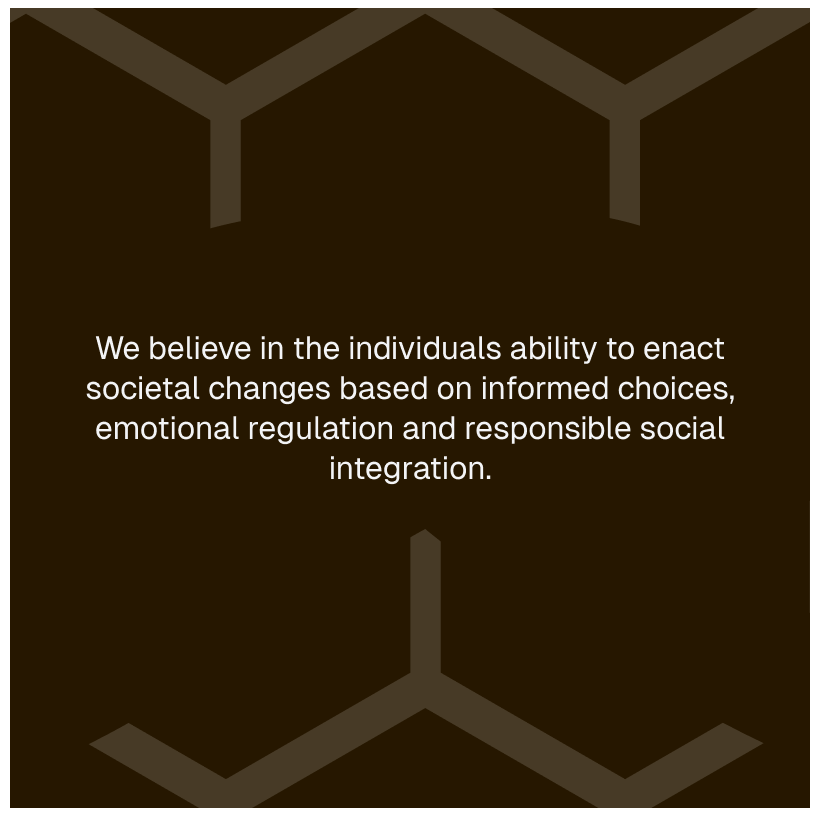 We believe in the individuals ability to enact
societal changes based on informed choices,
emotional regulation and responsible social
integration.